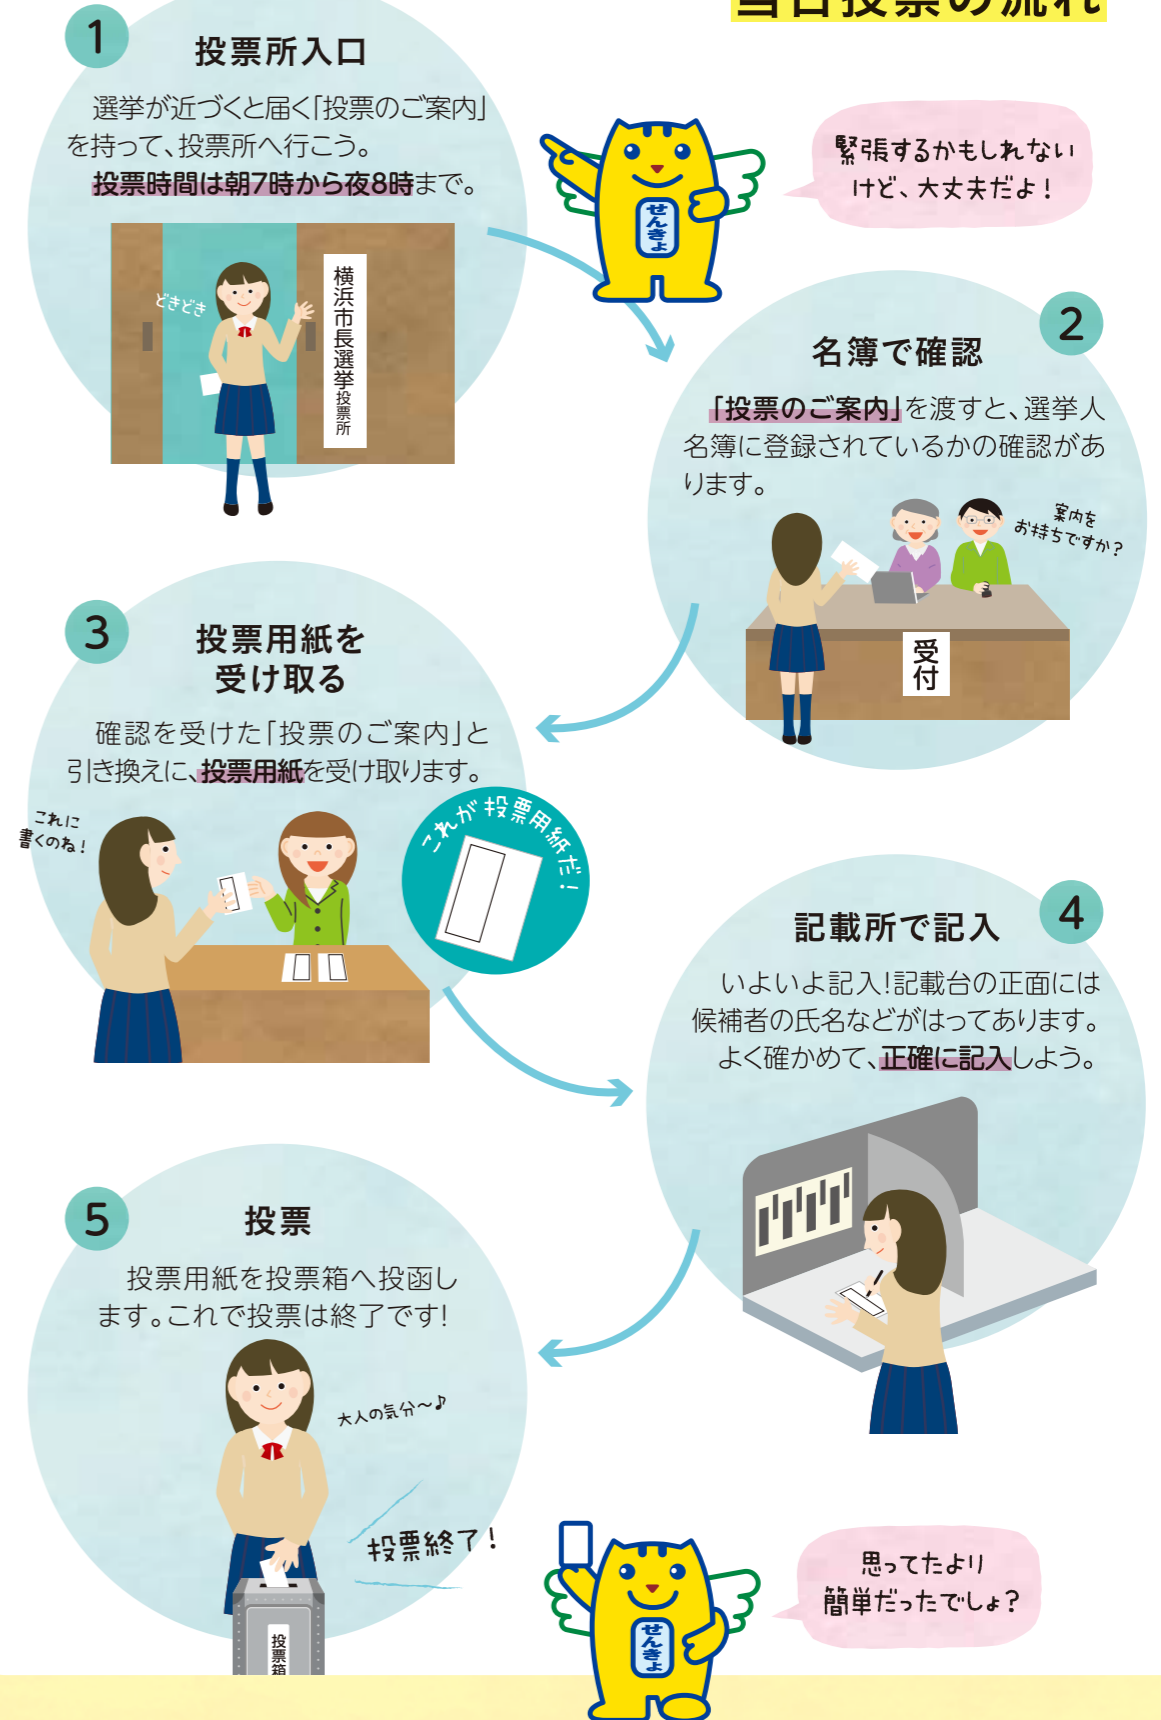 当日投票の流れ
1
投票所入口
選挙が近づくと届く「投票のご案内」
を持って、投票所へ行こう。
投票時間は朝7時から夜8時まで。
どきどき
横浜市長選挙投票所
せんきょ
緊張するかもしれない
けど、大丈夫だよ！
2
名簿で確認
「投票のご案内」を渡すと、選挙人
名簿に登録されているかの確認があ
ります。
案内を
お持ちですか？
受付
3
投票用紙を
受け取る
確認を受けた「投票のご案内」と
引き換えに、投票用紙を受け取ります。
これに
書くのね！
これが投票用紙だ！
4
記載所で記入
いよいよ記入！記載台の正面には
候補者の氏名などがはってあります。
よく確かめて、正確に記入しよう。
5
投票
投票用紙を投票箱へ投函し
ます。これで投票は終了です！
大人の気分〜♪
投票終了！
投票箱
せんきょ
思ってたより
簡単だったでしょ？